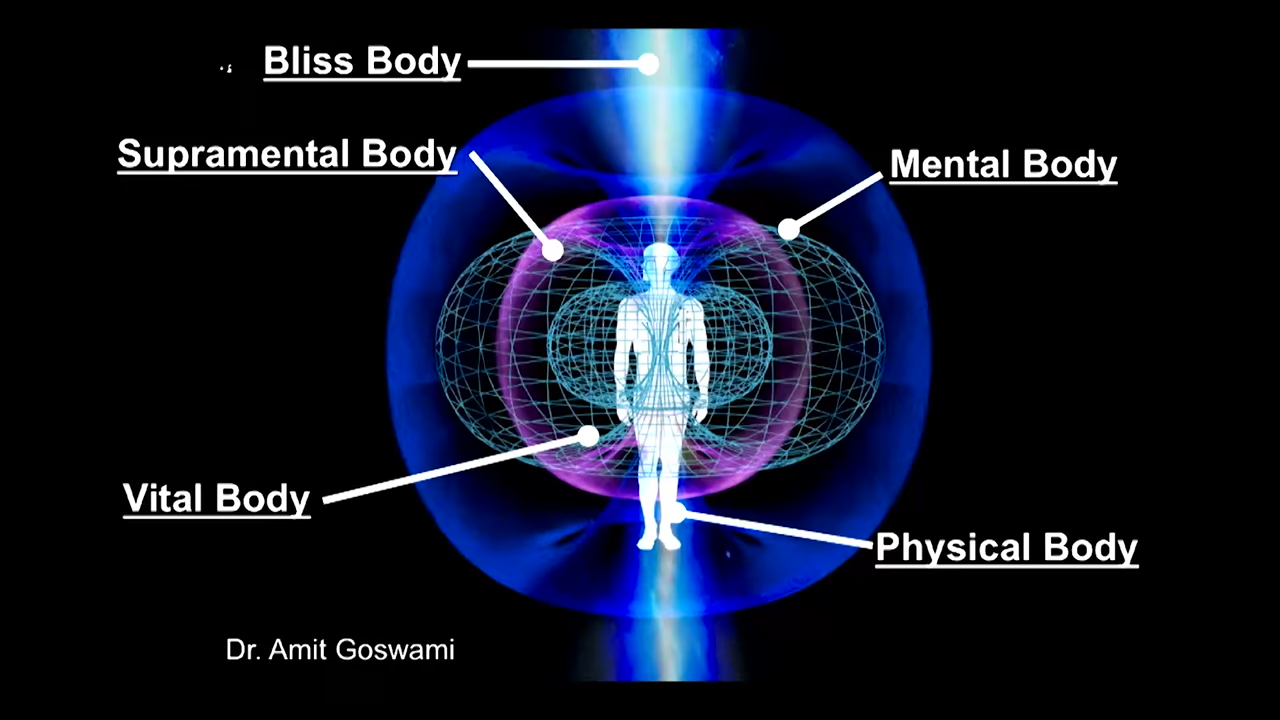 Bliss Body
Supramental Body
Mental Body
Vital Body
Physical Body
Dr. Amit Goswami